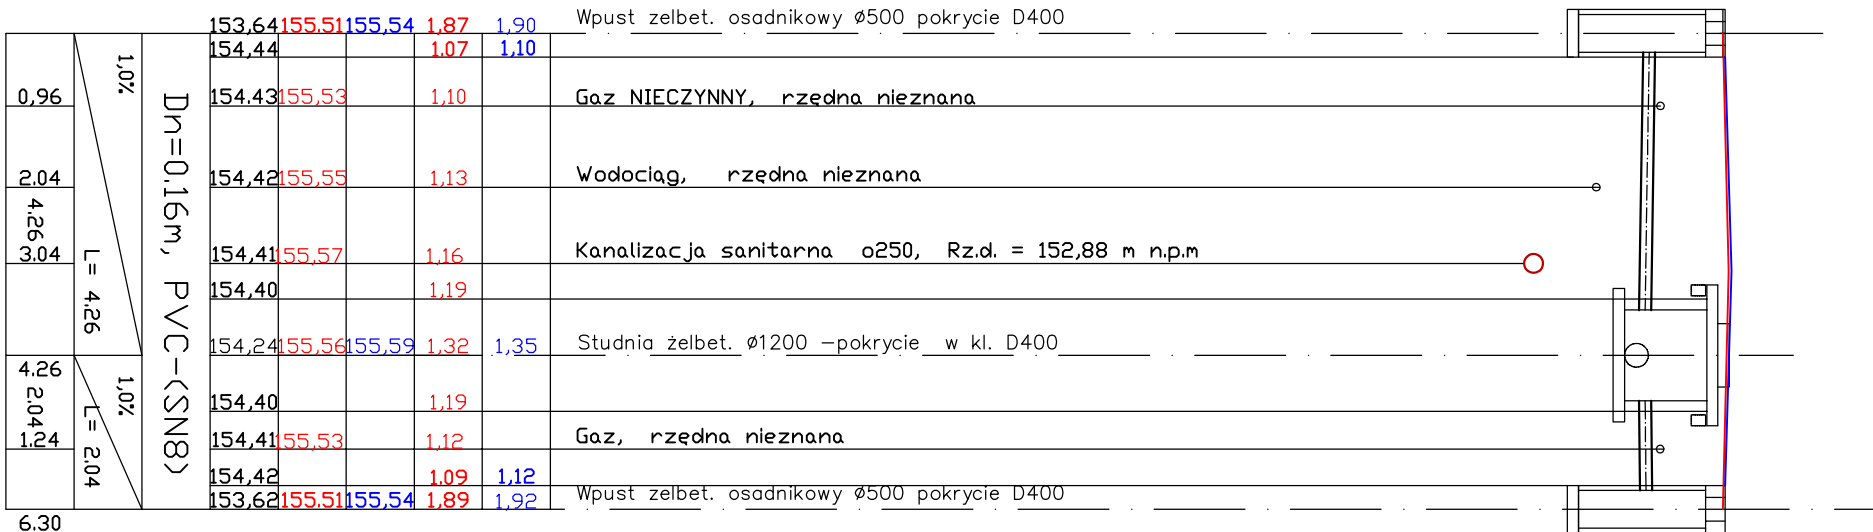 153,64 155.51 155,54 1,87 1,90 Wpust zelbet. osadnikowy ø500 pokrycie D400
154,44 1.07 1,10
1,0%
0,96 154.43 155,53 1,10 Gaz NIECZYNNY, rzędna nieznana
Dn=0.16m, PVC-(SN8)
2.04 154,42 155,55 1,13 Wodociąg, rzędna nieznana
4.26
3.04 154,41 155,57 1,16 Kanalizacja sanitarna o250, Rz.d. = 152,88 m n.p.m
L= 4.26
154,40 1,19
154,24 155,56 155,59 1,32 1,35 Studnia żelbet. ø1200 -pokrycie w kl. D400
4.26
1,0%
2.04
L= 2.04
154,40 1,19
1.24 154,41 155,53 1,12 Gaz, rzędna nieznana
154,42 1.09 1,12
153,62 155.51 155,54 1,89 1,92 Wpust zelbet. osadnikowy ø500 pokrycie D400
6.30